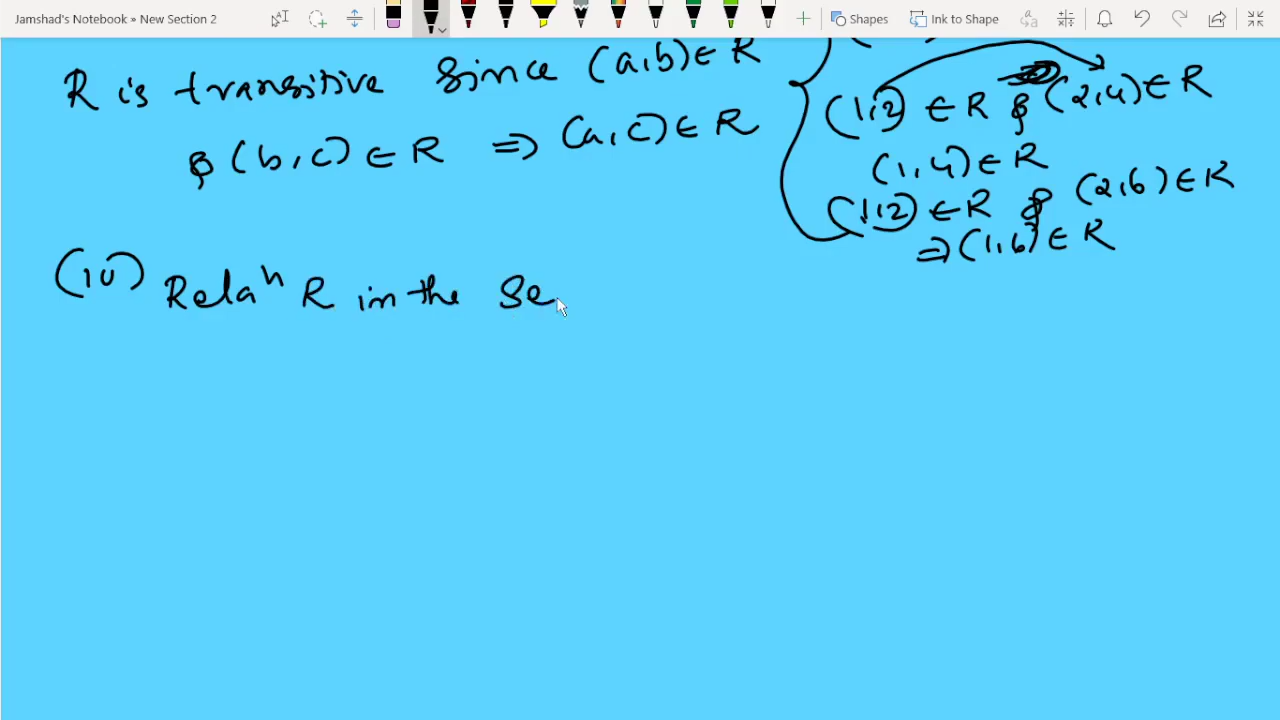 Jamshad's Notebook » New Section 2
Shapes
Ink to Shape
R is transitive Since (a,b) ∈ R
& (b,c) ∈ R ⇒ (a,c) ∈ R
(1,2) ∈ R & (2,4) ∈ R
(1,4) ∈ R
(1,2) ∈ R & (2,6) ∈ R
⇒ (1,6) ∈ R
(iv) Relaⁿ R in the Se